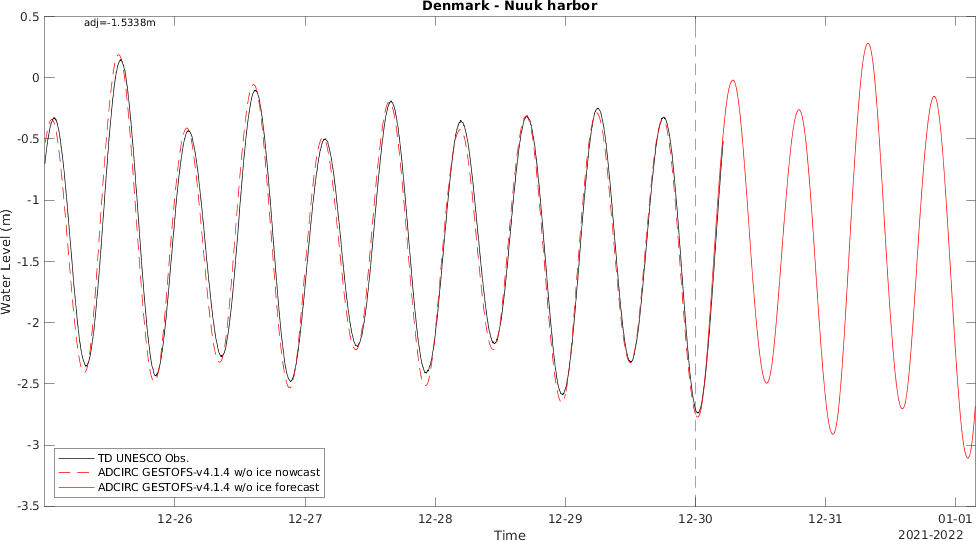 Denmark - Nuuk harbor
adj=-1.5338m
0.5
0
-0.5
-1
-1.5
-2
-2.5
-3
-3.5
Water Level (m)
TD UNESCO Obs.
ADCIRC GESTOFS-v4.1.4 w/o ice nowcast
ADCIRC GESTOFS-v4.1.4 w/o ice forecast
12-26 12-27 12-28 12-29 12-30 12-31 01-01
Time
2021-2022